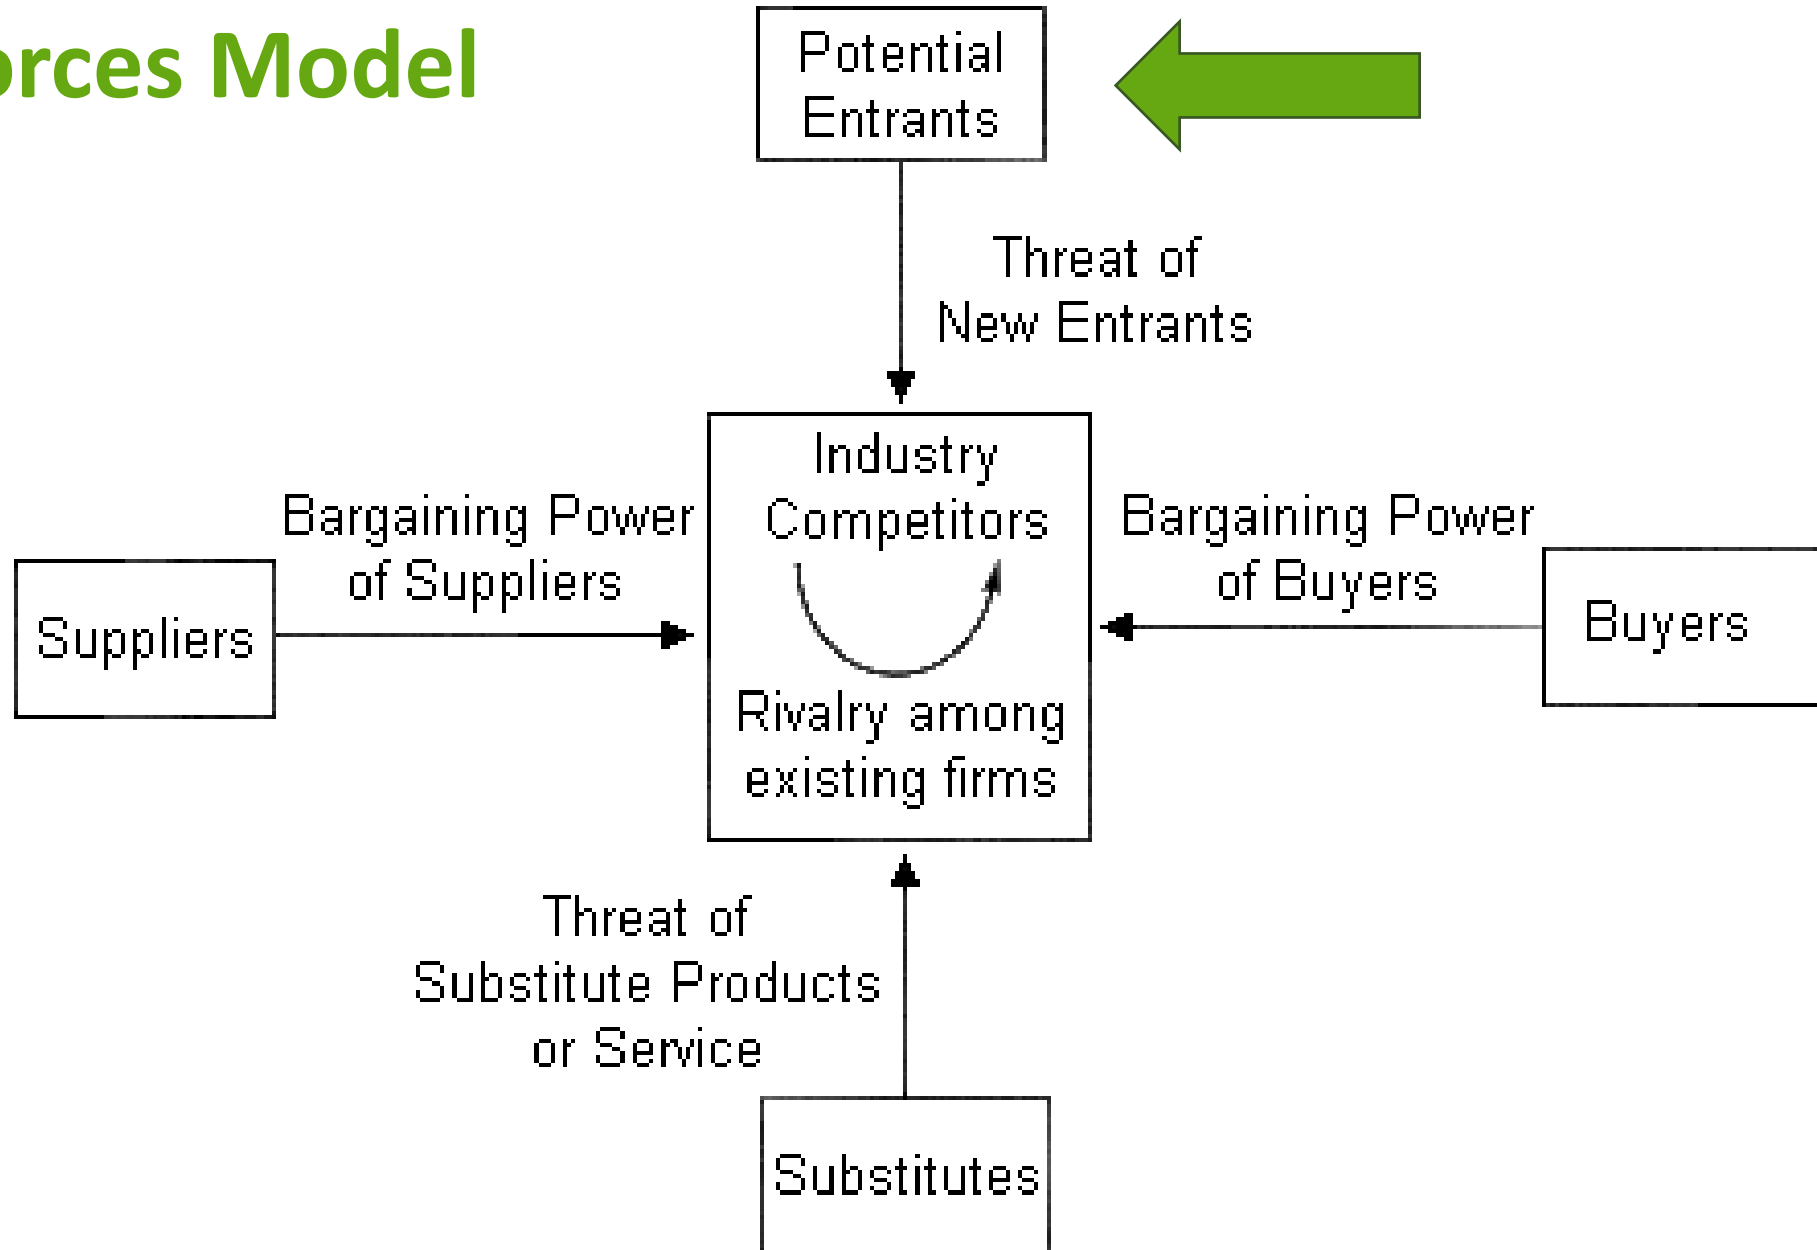 orces Model
Potential
Entrants
Threat of
New Entrants
Industry
Competitors
Bargaining Power
of Suppliers
Bargaining Power
of Buyers
Suppliers
Buyers
Rivalry among
existing firms
Threat of
Substitute Products
or Service
Substitutes